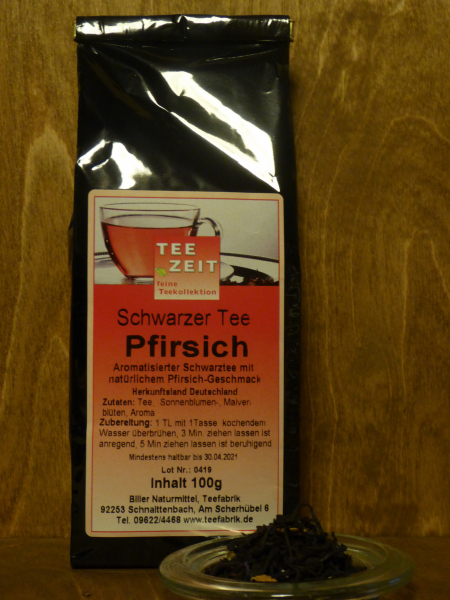 TEE
ZEIT
feine
Teekollektion
Schwarzer Tee
Pfirsich
Aromatisierter Schwarztee mit
natürlichem Pfirsich-Geschmack
Herkunftsland Deutschland
Zutaten: Tee, Sonnenblumen-, Malven-
blüten, Aroma
Zubereitung: 1 TL mit 1Tasse kochendem
Wasser überbrühen, 3 Min. ziehen lassen ist
anregend, 5 Min ziehen lassen ist beruhigend
Mindestens haltbar bis 30.04.2021
Lot Nr.: 0418
Inhalt 100g
Biller Naturmittel, Teefabrik
92253 Schnaittenbach, Am Scherhübel 6
Tel. 09622/4468 www.teefabrik.de